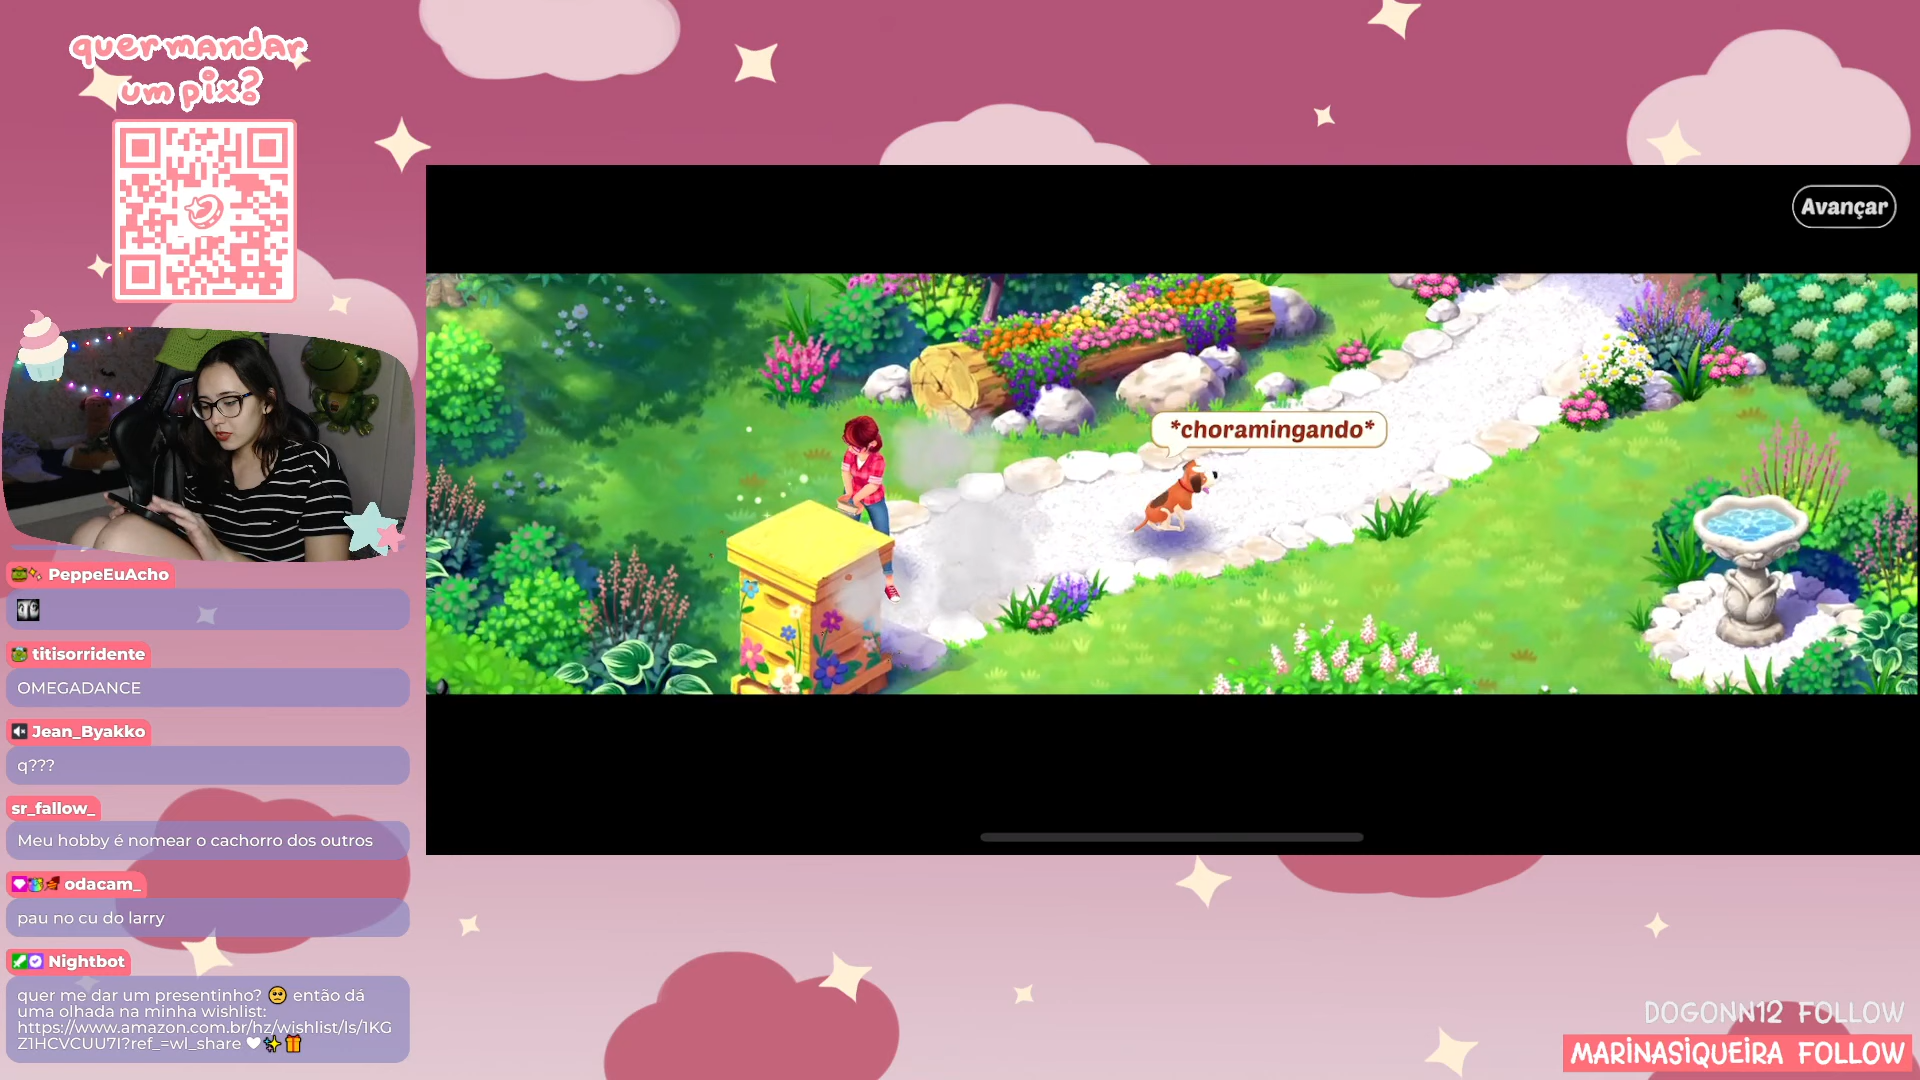 quer mandar
um pix?
Avançar
*choramingando*
PeppeEuAcho
titisorridente
OMEGADANCE
Jean_Byakko
q???
sr_fallow_
Meu hobby é nomear o cachorro dos outros
odacam_
pau no cu do larry
Nightbot
quer me dar um presentinho? 🥺 então dá
uma olhada na minha wishlist:
https://www.amazon.com.br/hz/wishlist/ls/1KG
Z1HCVCUU7I?ref_=wl_share 🤍✨🎁
DOGONN12 FOLLOW
MARINASIQUEIRA FOLLOW